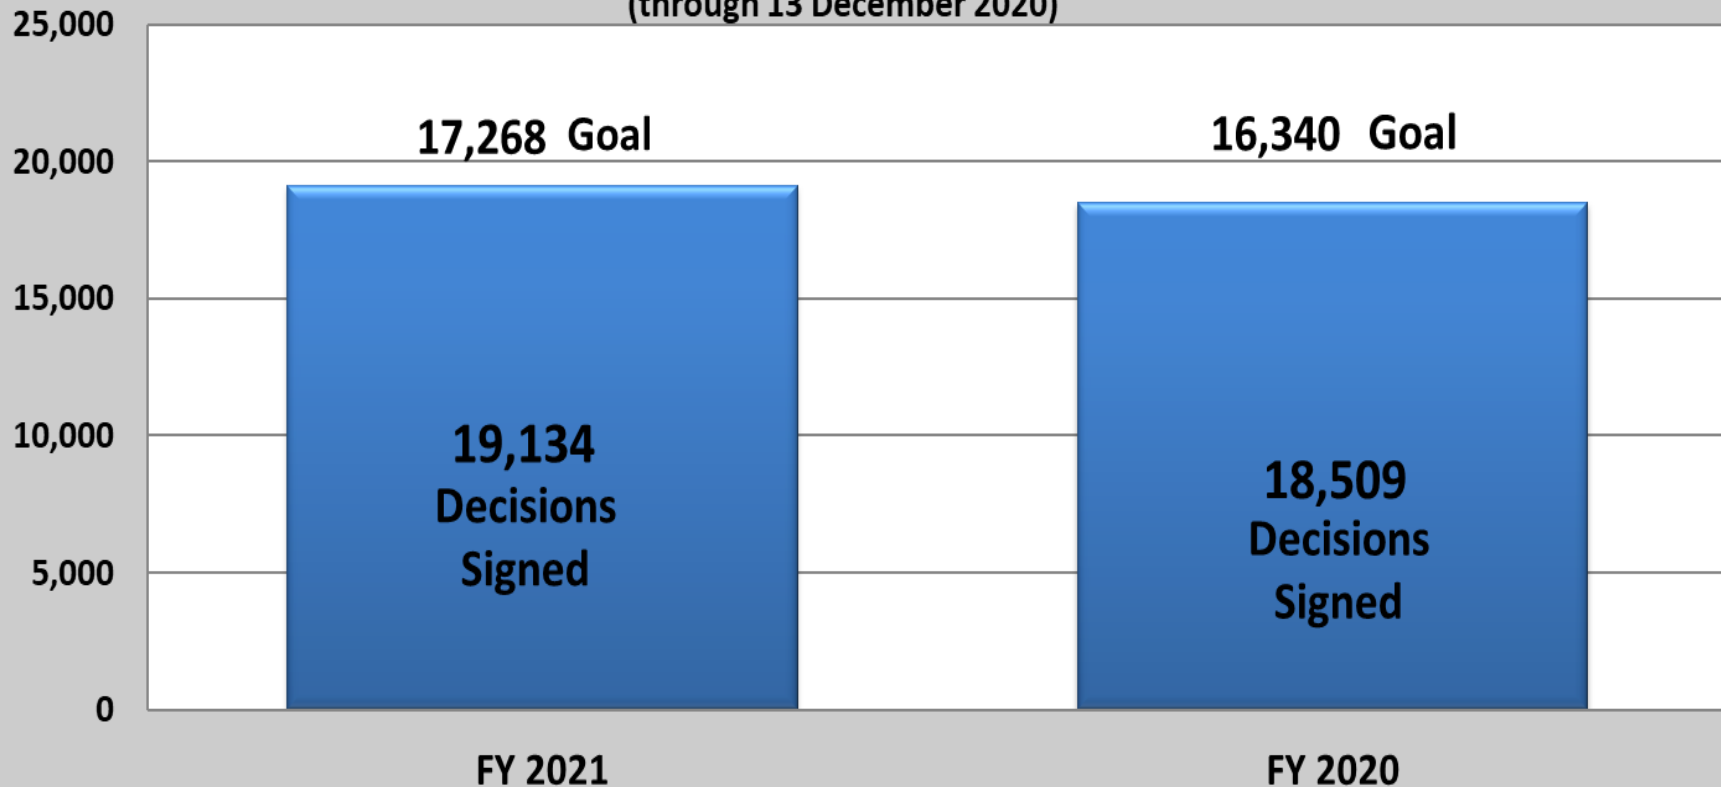 (through 13 December 2020)
25,000
17,268 Goal
16,340 Goal
20,000
15,000
10,000
19,134
Decisions
Signed
18,509
Decisions
Signed
5,000
0
FY 2021
FY 2020